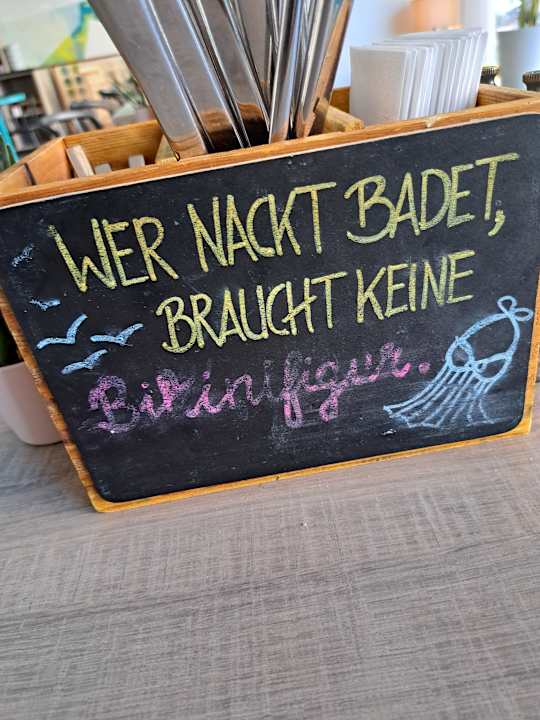 WER NACKT BADET,
BRAUCHT KEINE
Bikinifigur.